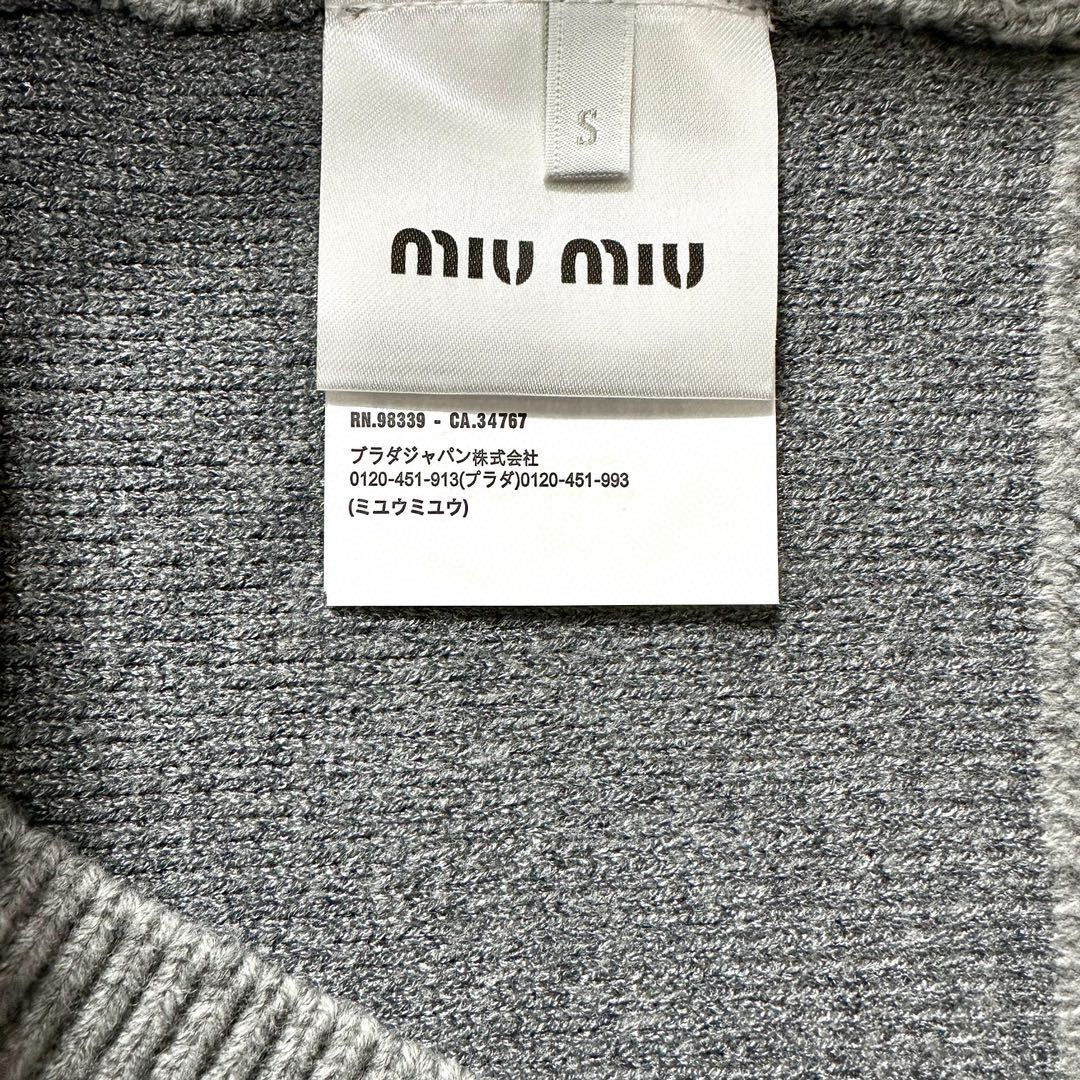 S
miu miu
RN.98339 - CA.34767
プラダジャパン株式会社
0120-451-913(プラダ)0120-451-993
(ミユウミユウ)